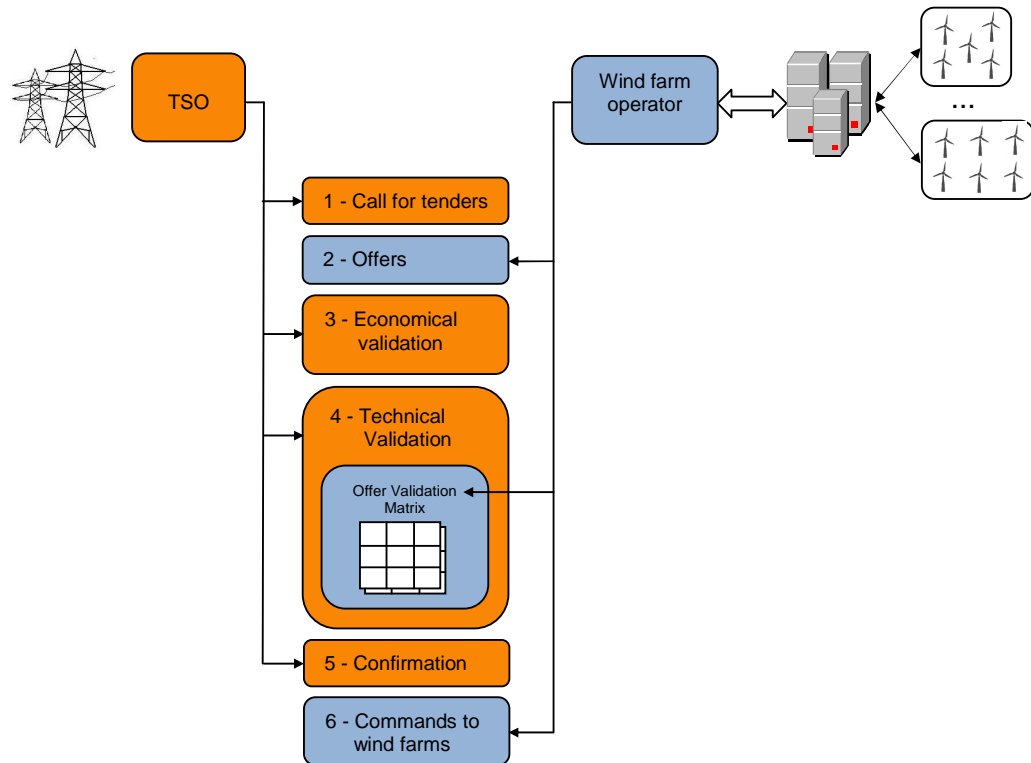 TSO
Wind farm
operator
...
1 - Call for tenders
2 - Offers
3 - Economical
validation
4 - Technical
Validation
Offer Validation
Matrix
5 - Confirmation
6 - Commands to
wind farms